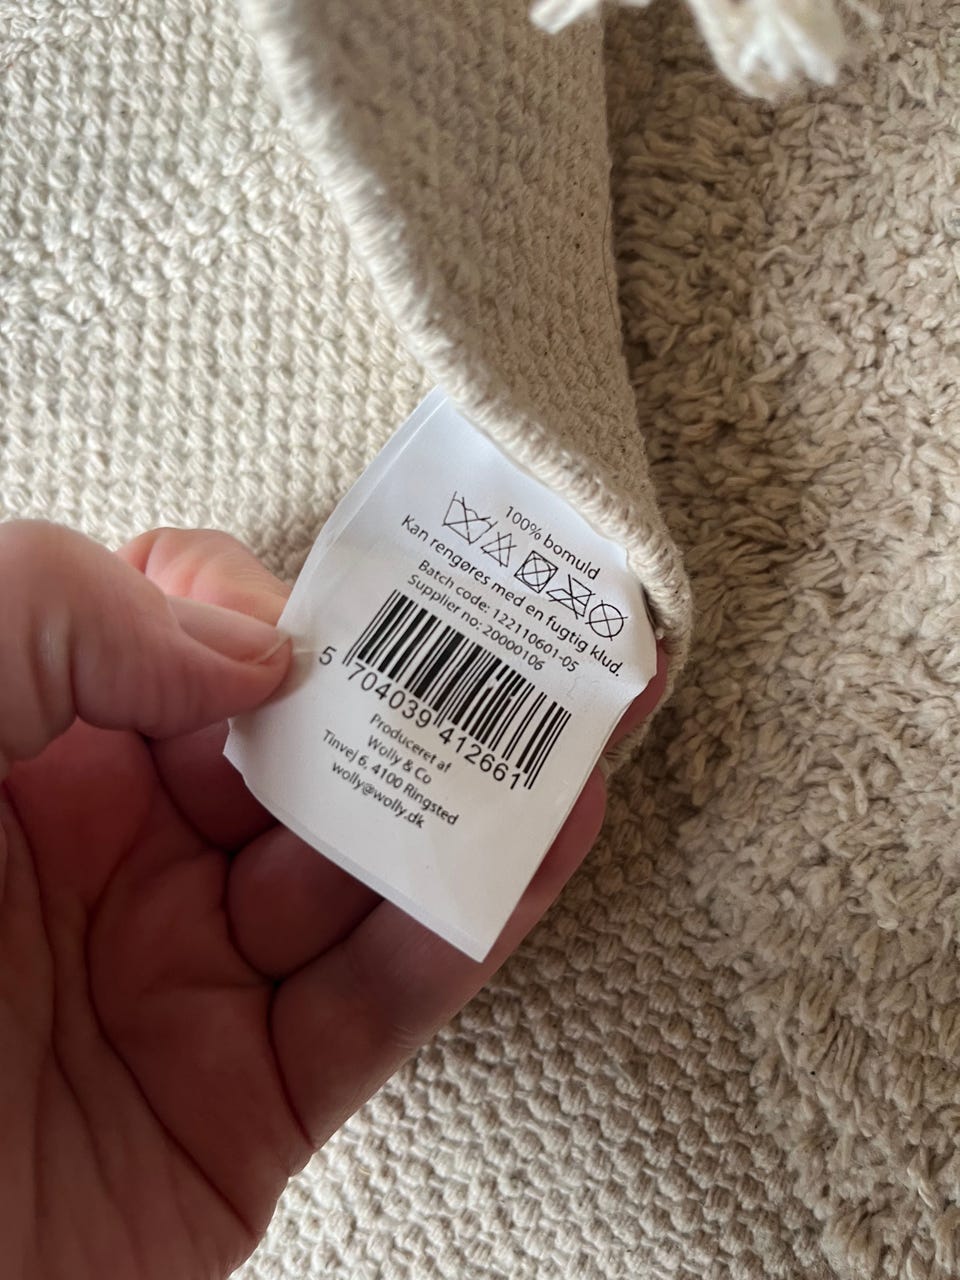 100% bomuld
Kan rengøres med en fugtig klud.
Batch code: 122110601-05
Supplier no: 20000106
5 704039 412661
Produceret af
Wolly & Co
Tinvej 6, 4100 Ringsted
wolly@wolly.dk